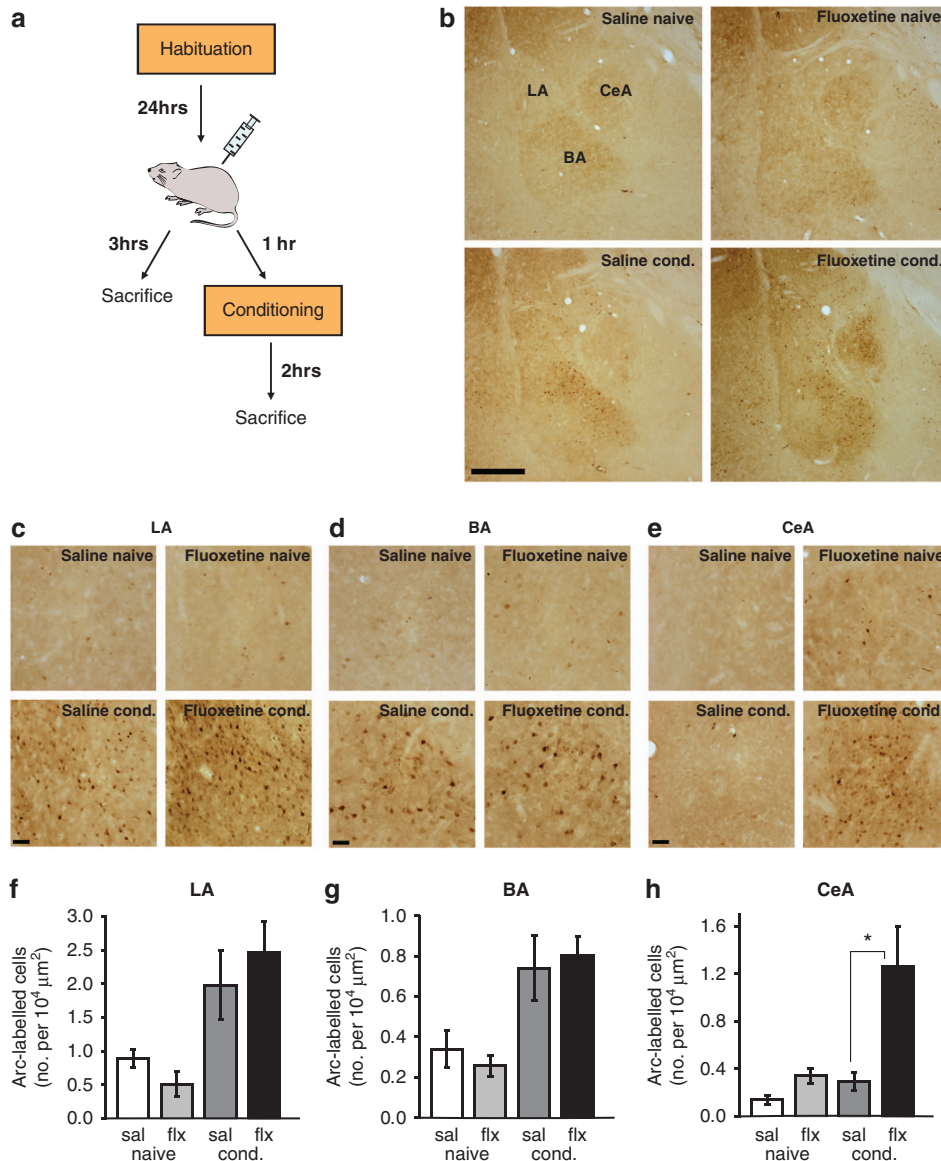 a
Habituation
24hrs
3hrs
1 hr
Sacrifice
Conditioning
2hrs
Sacrifice
b
Saline naive
Fluoxetine naive
LA
CeA
BA
Saline cond.
Fluoxetine cond.
c
LA
Saline naive
Fluoxetine naive
Saline cond.
Fluoxetine cond.
d
BA
Saline naive
Fluoxetine naive
Saline cond.
Fluoxetine cond.
e
CeA
Saline naive
Fluoxetine naive
Saline cond.
Fluoxetine cond.
f
LA
Arc-labelled cells
(no. per 10⁴ μm²)
3.0
2.5
2.0
1.5
1.0
0.5
0.0
sal flx sal flx
naive cond.
g
BA
Arc-labelled cells
(no. per 10⁴ μm²)
1.0
0.8
0.6
0.4
0.2
0.0
sal flx sal flx
naive cond.
h
CeA
Arc-labelled cells
(no. per 10⁴ μm²)
1.6
1.2
0.8
0.4
0.0
*
sal flx sal flx
naive cond.